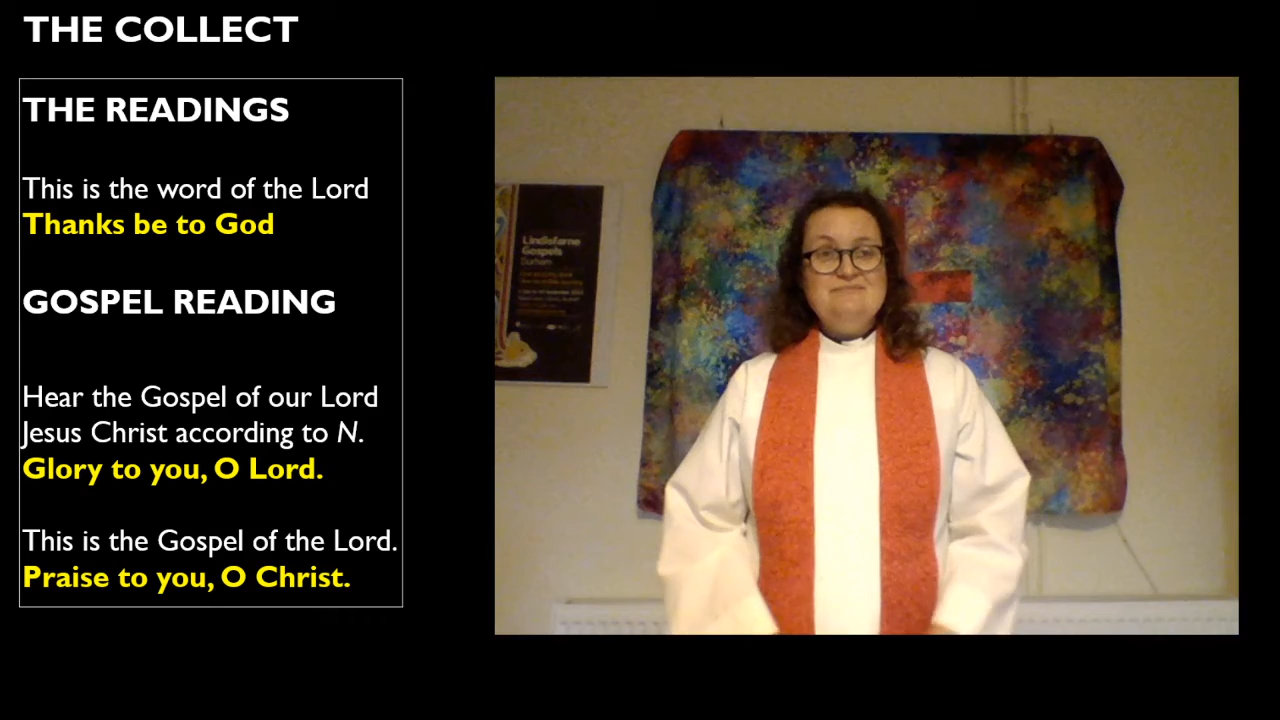 THE COLLECT
THE READINGS
This is the word of the Lord
Thanks be to God
GOSPEL READING
Hear the Gospel of our Lord
Jesus Christ according to N.
Glory to you, O Lord.
This is the Gospel of the Lord.
Praise to you, O Christ.
Lindisfarne
Gospels
Durham